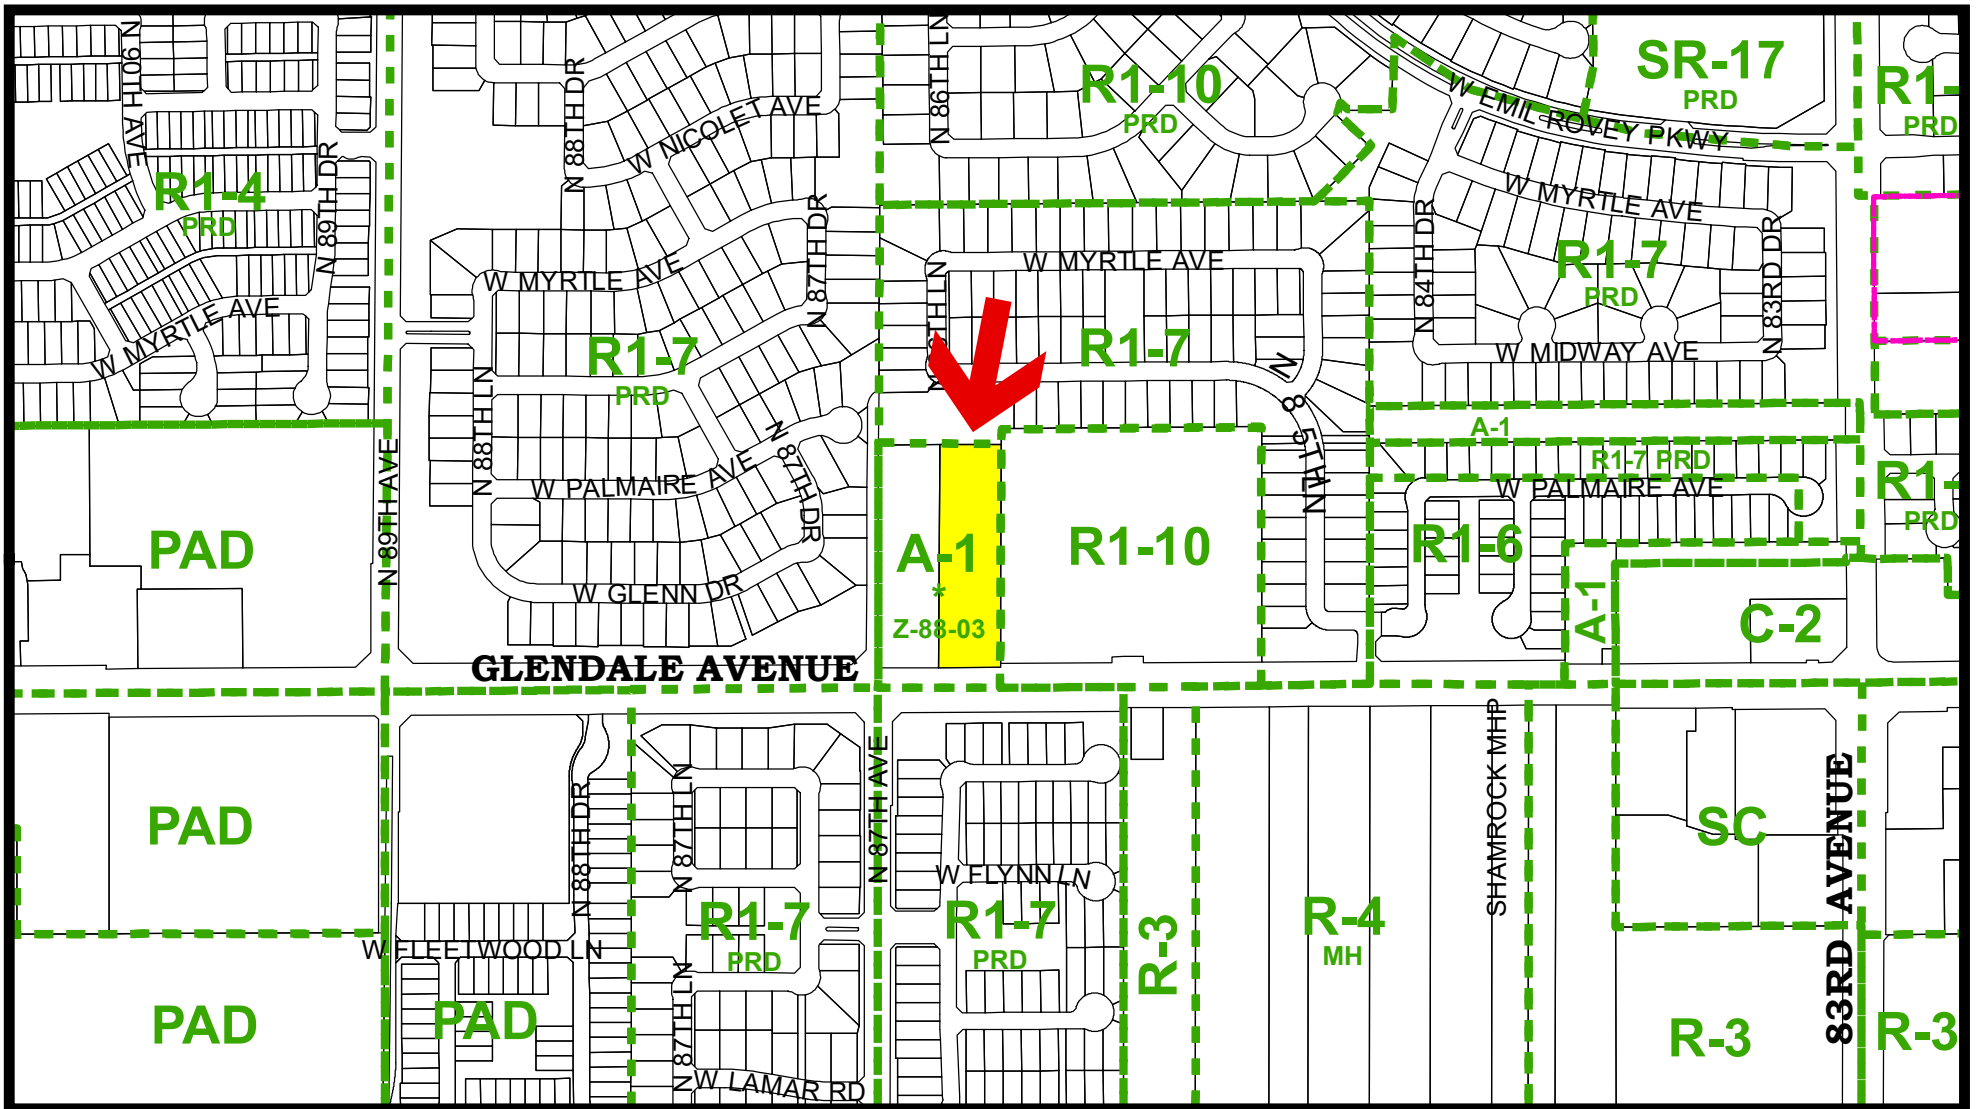 N 90TH AVE
N 88TH DR
W NICOLET AVE
N 86TH LN
R1-10
PRD
SR-17
PRD
W EMIL ROVEY PKWY
R1-
PRD
R1-4
PRD
N 89TH DR
W MYRTLE AVE
W MYRTLE AVE
N 87TH DR
W MYRTLE AVE
W MYRTLE AVE
N 84TH DR
R1-7
PRD
N 83RD DR
W MIDWAY AVE
R1-7
PRD
R1-7
N 88TH LN
N 87TH DR
W PALMAIRE AVE
W GLENN DR
N 85TH LN
A-1
R1-7 PRD
W PALMAIRE AVE
R1-
PRD
N 89TH AVE
PAD
A-1
*
Z-88-03
R1-10
R1-6
A-1
C-2
GLENDALE AVENUE
PAD
N 88TH DR
N 87TH LN
N 87TH AVE
W FLYNN LN
SHAMROCK MHP
SC
83RD AVENUE
R1-7
PRD
R1-7
PRD
R-3
R-4
MH
W FLEETWOOD LN
PAD
PAD
N 87TH LN
W LAMAR RD
R-3
R-3